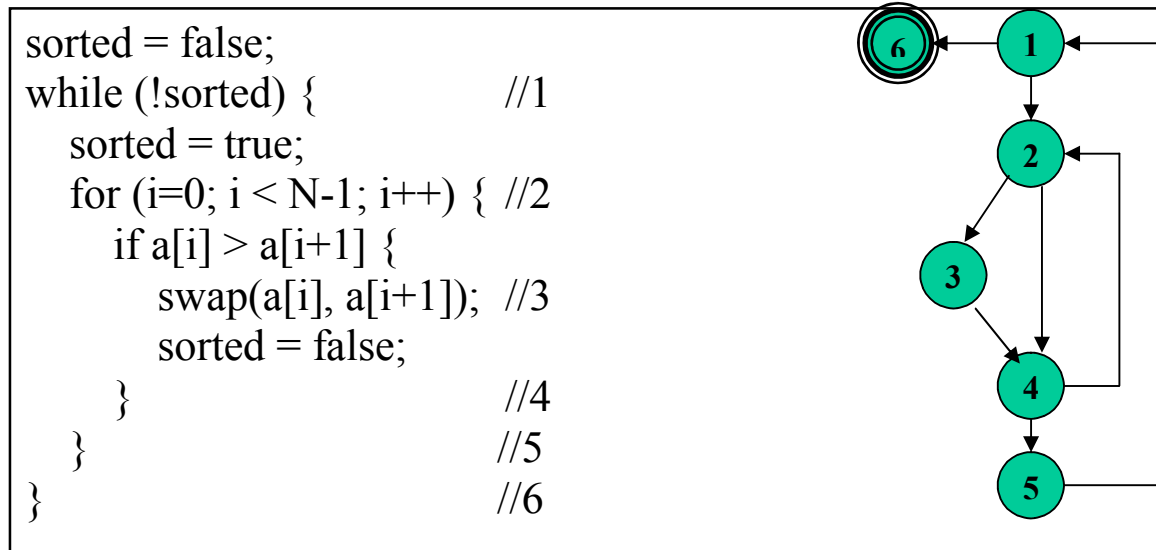 sorted = false;
while (!sorted) { //1
sorted = true;
for (i=0; i < N-1; i++) { //2
if a[i] > a[i+1] {
swap(a[i], a[i+1]); //3
sorted = false;
} //4
} //5
} //6
6 1
2
3
4
5